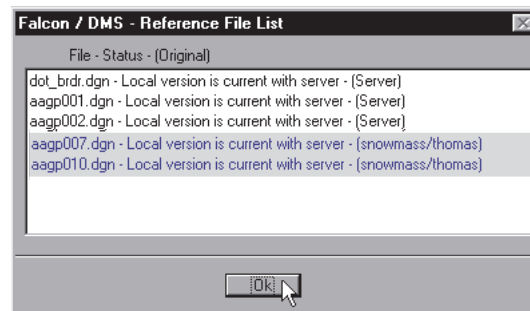 Falcon / DMS - Reference File List
File - Status - (Original)
dot_brdr.dgn - Local version is current with server - (Server)
aagp001.dgn - Local version is current with server - (Server)
aagp002.dgn - Local version is current with server - (Server)
aagp007.dgn - Local version is current with server - (snowmass/thomas)
aagp010.dgn - Local version is current with server - (snowmass/thomas)
Ok